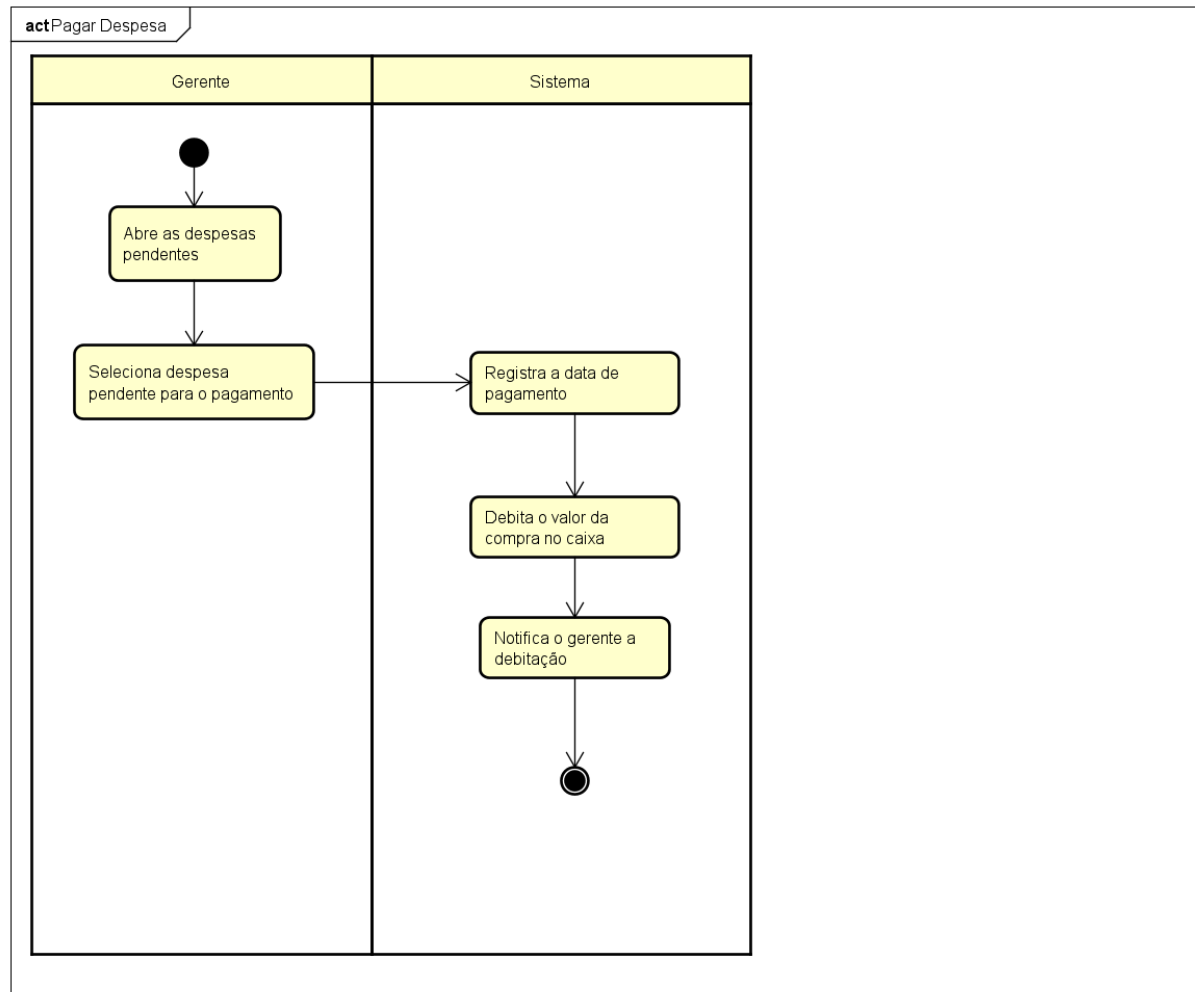 act Pagar Despesa
Gerente
Sistema
Abre as despesas
pendentes
Seleciona despesa
pendente para o pagamento
Registra a data de
pagamento
Debita o valor da
compra no caixa
Notifica o gerente a
debitação